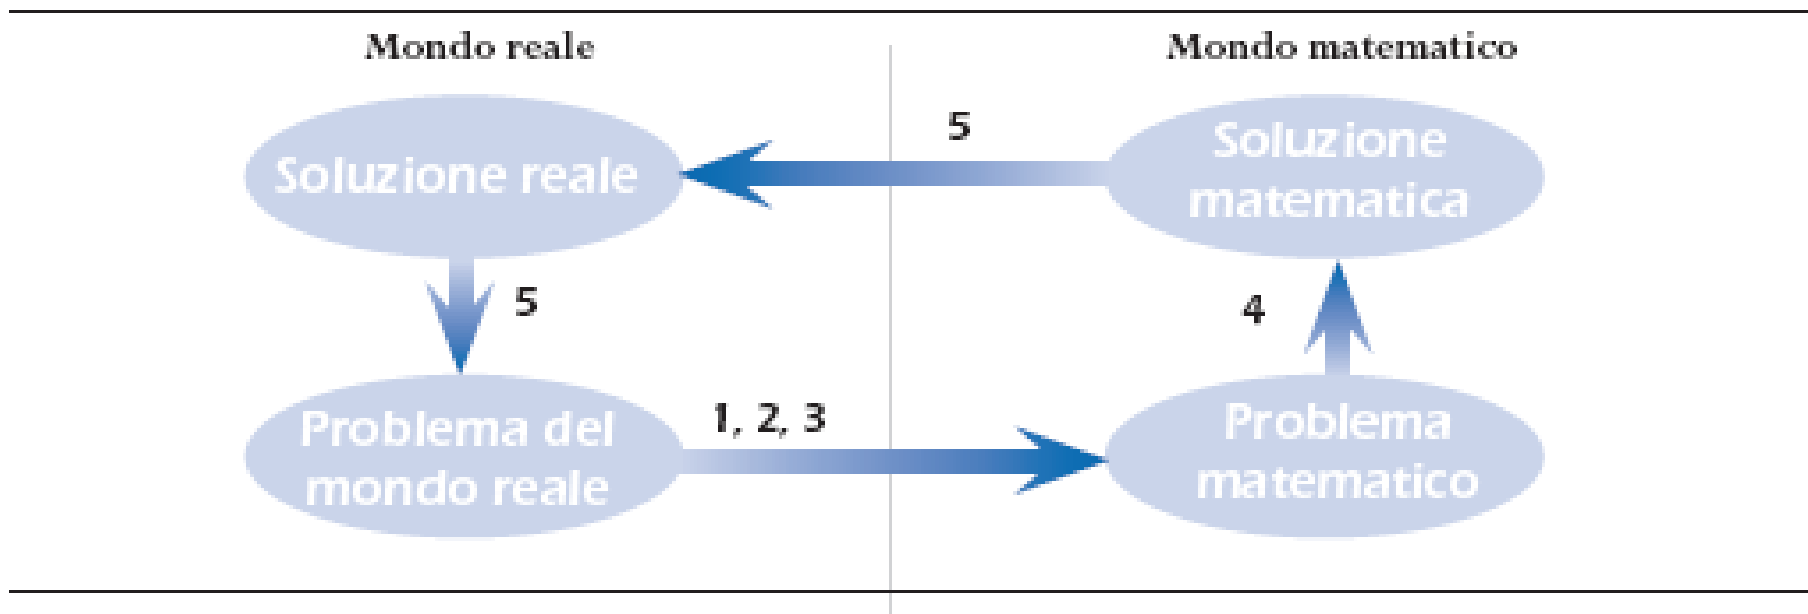 Mondo reale
Mondo matematico
5
Soluzione reale
Soluzione
matematica
5
4
1, 2, 3
Problema del
mondo reale
Problema
matematico